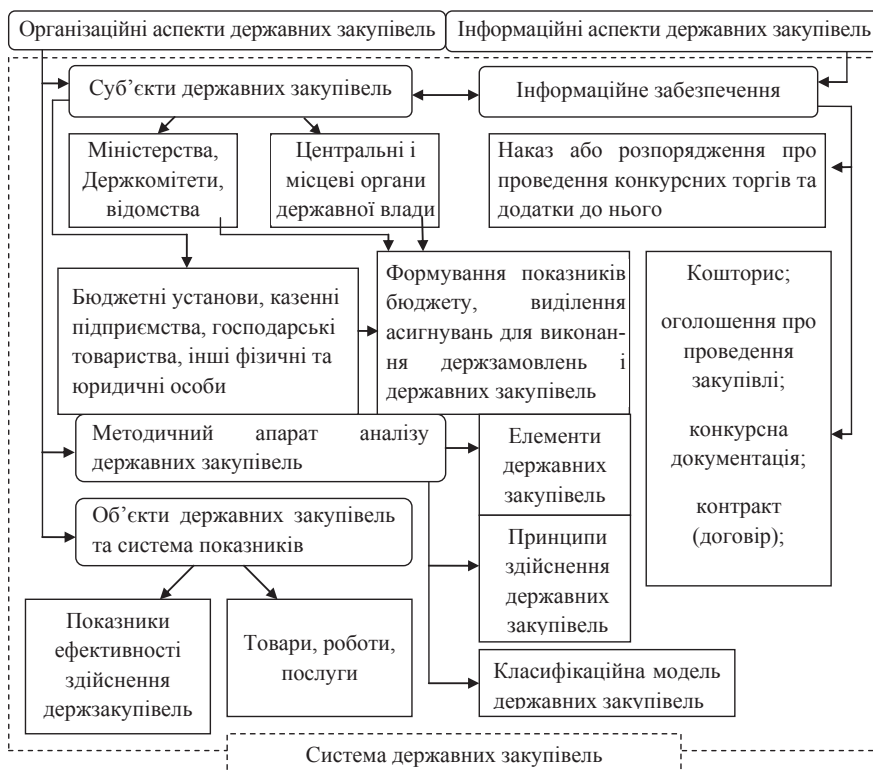 Організаційні аспекти державних закупівель
Інформаційні аспекти державних закупівель
Суб’єкти державних закупівель
Інформаційне забезпечення
Міністерства,
Держкомітети,
відомства
Центральні і
місцеві органи
державної влади
Наказ або розпорядження про
проведення конкурсних торгів та
додатки до нього
Бюджетні установи, казенні
підприємства, господарські
товариства, інші фізичні та
юридичні особи
Формування показників
бюджету, виділення
асигнувань для виконан-
ня держзамовлень і
державних закупівель
Кошторис;
оголошення про
проведення
закупівлі;
конкурсна
документація;
контракт
(договір);
Методичний апарат аналізу
державних закупівель
Елементи
державних
закупівель
Об’єкти державних закупівель
та система показників
Принципи
здійснення
державних
закупівель
Показники
ефективності
здійснення
держзакупівель
Товари, роботи,
послуги
Класифікаційна модель
державних закупівель
Система державних закупівель